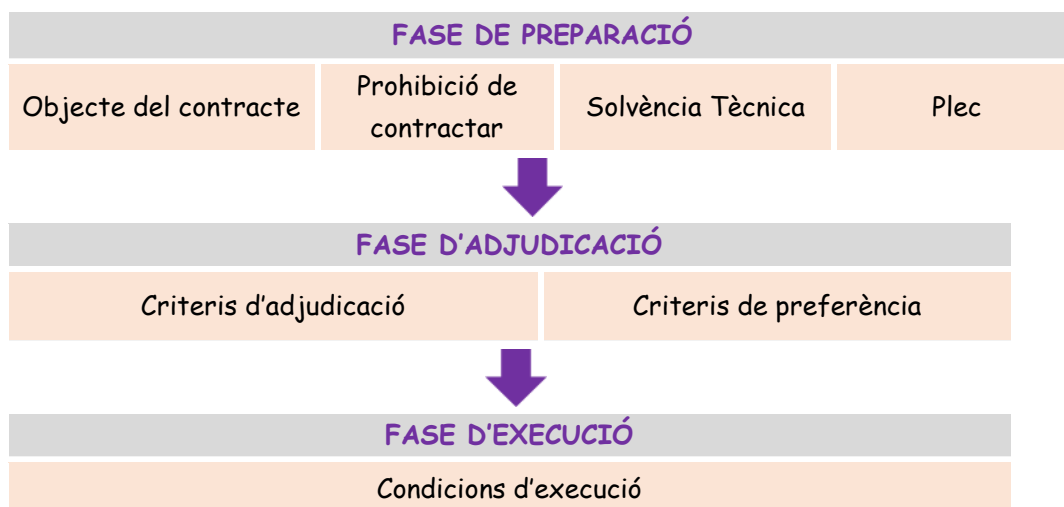 FASE DE PREPARACIÓ
Objecte del contracte
Prohibició de
contractar
Solvència Tècnica
Plec
FASE D'ADJUDICACIÓ
Criteris d'adjudicació
Criteris de preferència
FASE D'EXECUCIÓ
Condicions d'execució